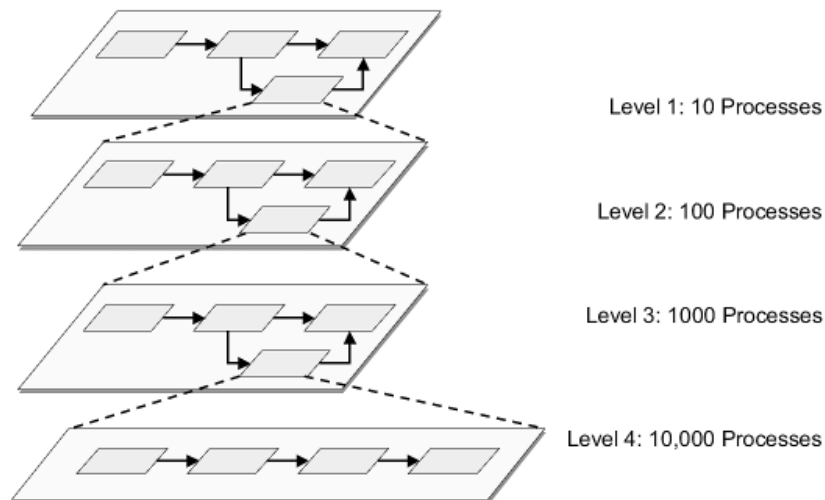 Level 1: 10 Processes
Level 2: 100 Processes
Level 3: 1000 Processes
Level 4: 10,000 Processes